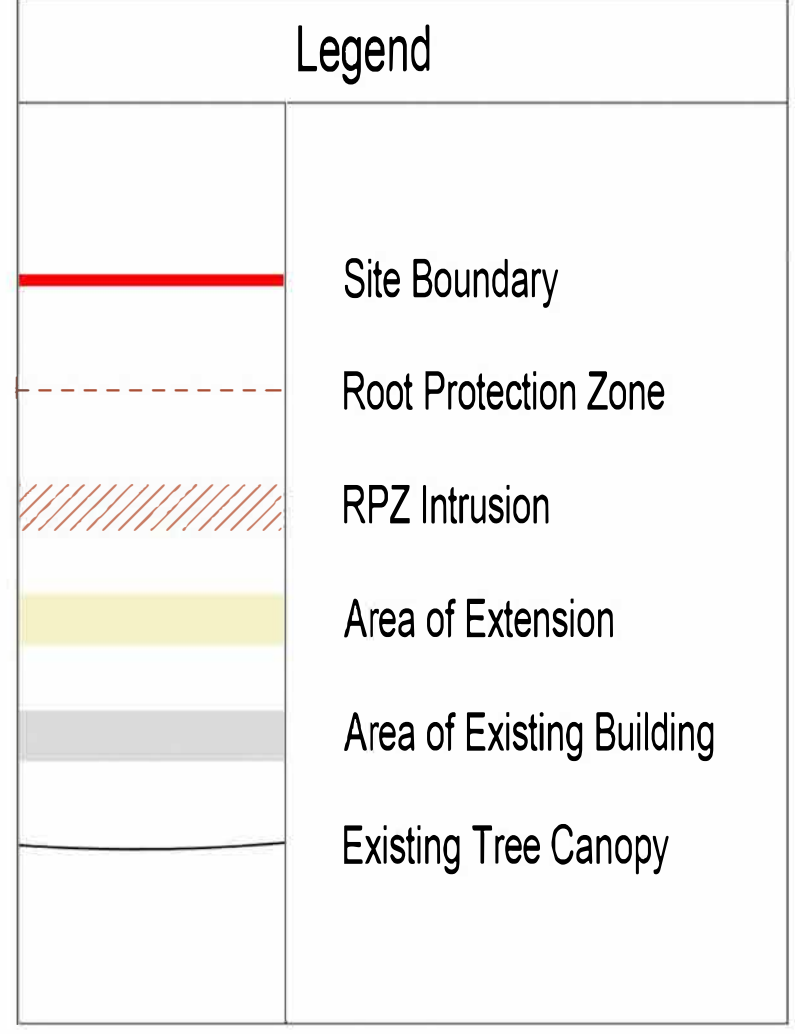 Legend
Site Boundary
Root Protection Zone
RPZ Intrusion
Area of Extension
Area of Existing Building
Existing Tree Canopy